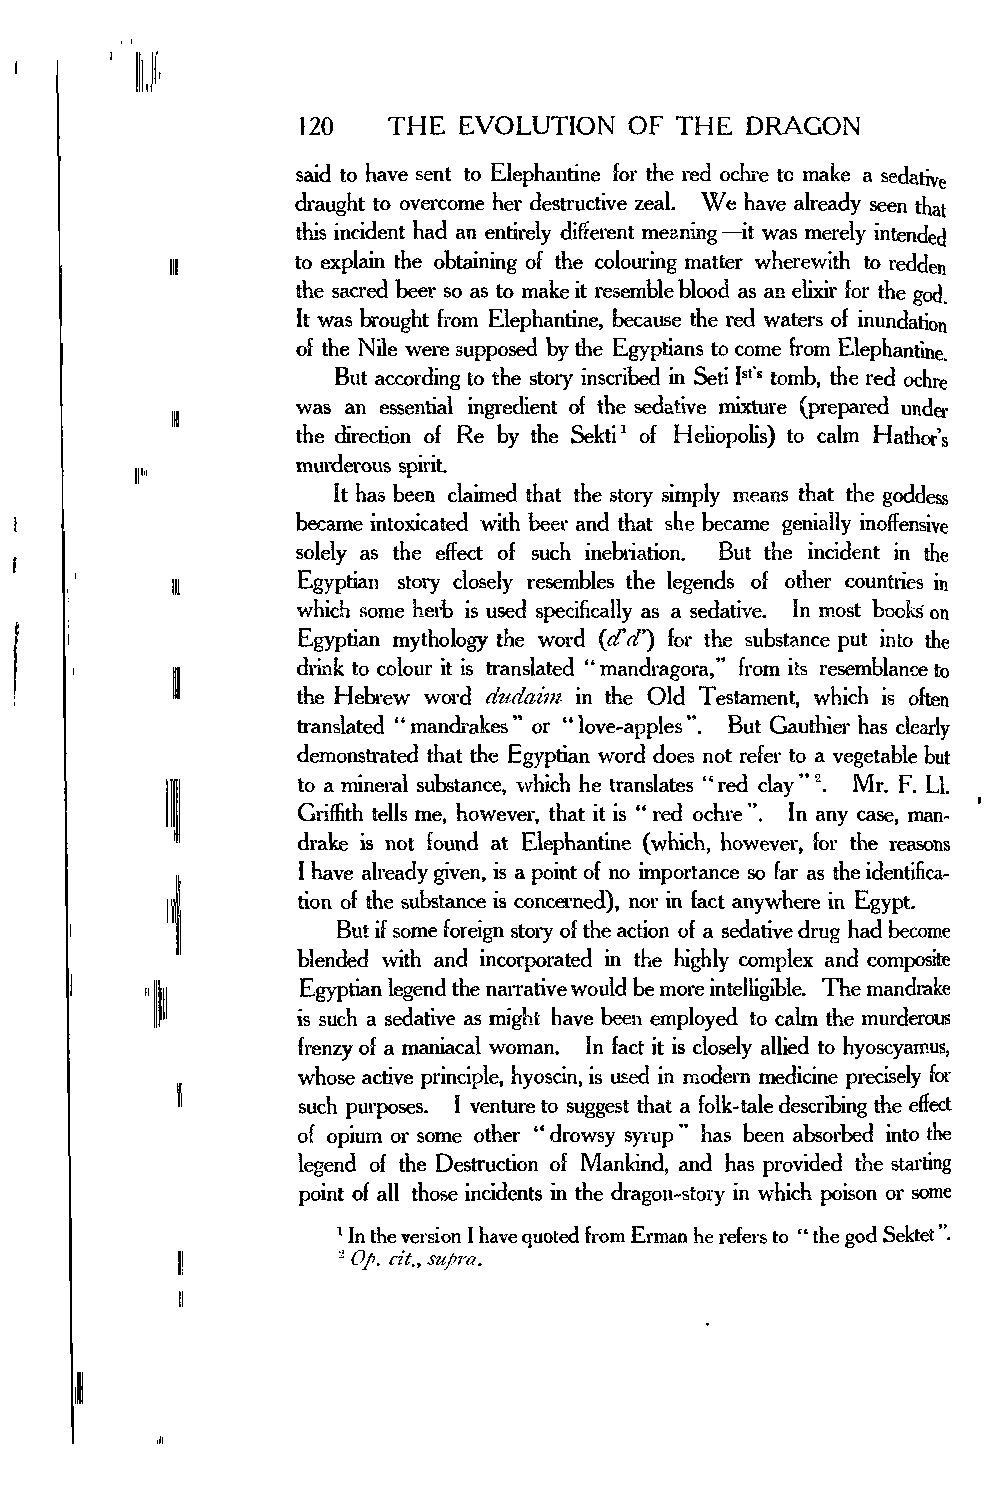 120 THE EVOLUTION OF THE DRAGON
said to have sent to Elephantine for the red ochre to make a sedative
draught to overcome her destructive zeal. We have already seen that
this incident had an entirely different meaning—it was merely intended
to explain the obtaining of the colouring matter wherewith to redden
the sacred beer so as to make it resemble blood as an elixir for the god.
It was brought from Elephantine, because the red waters of inundation
of the Nile were supposed by the Egyptians to come from Elephantine.
But according to the story inscribed in Seti Ist's tomb, the red ochre
was an essential ingredient of the sedative mixture (prepared under
the direction of Re by the Sekti¹ of Heliopolis) to calm Hathor's
murderous spirit.
It has been claimed that the story simply means that the goddess
became intoxicated with beer and that she became genially inoffensive
solely as the effect of such inebriation. But the incident in the
Egyptian story closely resembles the legends of other countries in
which some herb is used specifically as a sedative. In most books on
Egyptian mythology the word (d'd') for the substance put into the
drink to colour it is translated "mandragora," from its resemblance to
the Hebrew word dudaim in the Old Testament, which is often
translated "mandrakes" or "love-apples". But Gauthier has clearly
demonstrated that the Egyptian word does not refer to a vegetable but
to a mineral substance, which he translates "red clay"². Mr. F. Ll.
Griffith tells me, however, that it is "red ochre". In any case, man-
drake is not found at Elephantine (which, however, for the reasons
I have already given, is a point of no importance so far as the identifica-
tion of the substance is concerned), nor in fact anywhere in Egypt.
But if some foreign story of the action of a sedative drug had become
blended with and incorporated in the highly complex and composite
Egyptian legend the narrative would be more intelligible. The mandrake
is such a sedative as might have been employed to calm the murderous
frenzy of a maniacal woman. In fact it is closely allied to hyoscyamus,
whose active principle, hyoscin, is used in modern medicine precisely for
such purposes. I venture to suggest that a folk-tale describing the effect
of opium or some other "drowsy syrup" has been absorbed into the
legend of the Destruction of Mankind, and has provided the starting
point of all those incidents in the dragon-story in which poison or some
¹ In the version I have quoted from Erman he refers to "the god Sektet".
² Op. cit., supra.